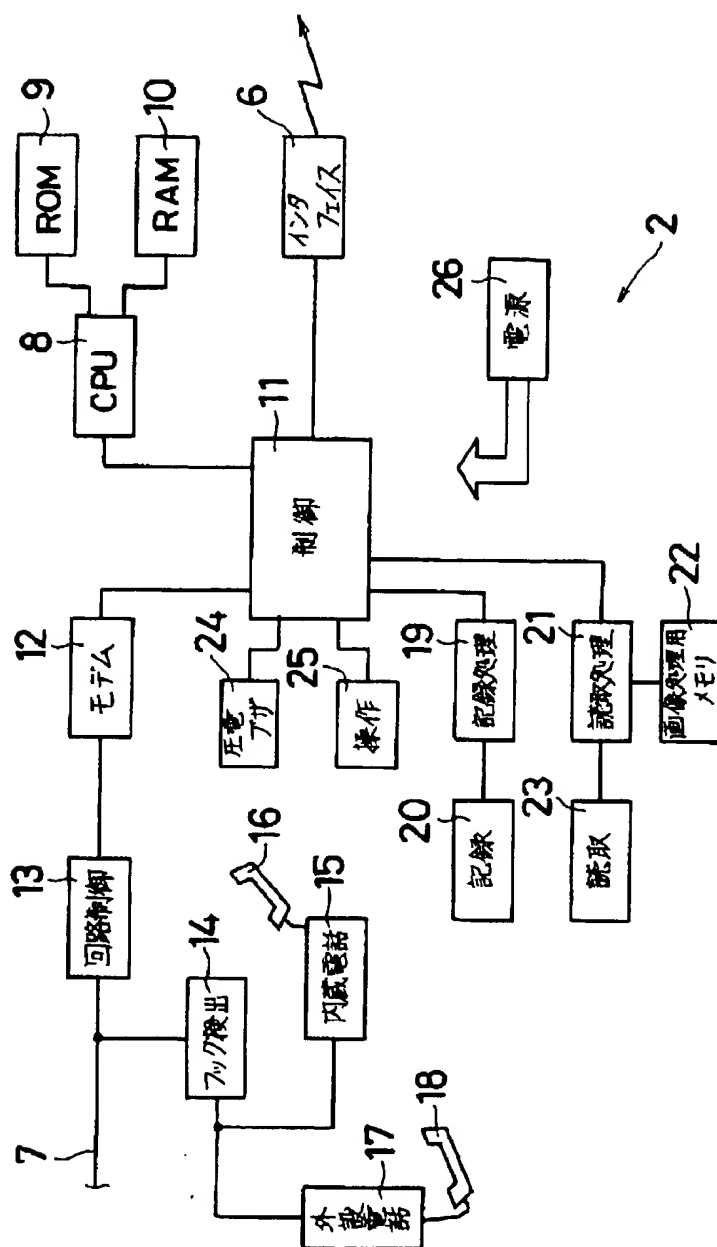 7
13
回路制御
12
モデム
8
CPU
9
ROM
10
RAM
14
フック検出
16
15
内蔵電話
17
外設電話
18
24
圧電
ブザ
25
操作
11
制御
6
インタ
フェイス
20
記録
19
記録処理
23
読取
21
読取処理
22
画像処理用
メモリ
26
電源
2